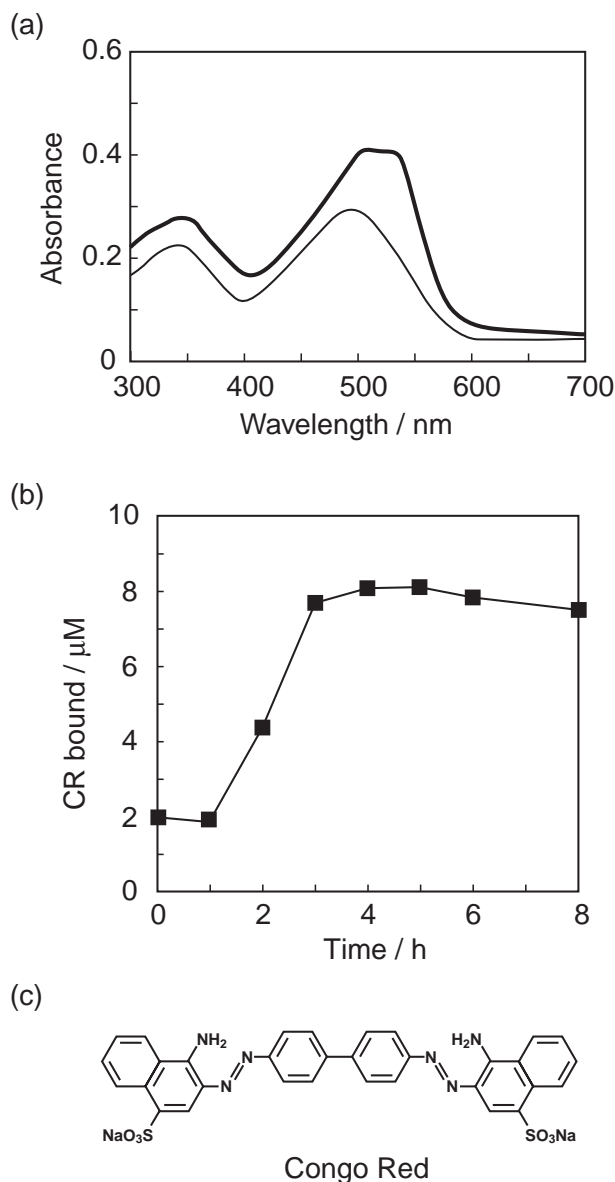 (a)
0.6
0.4
0.2
0
Absorbance
300 400 500 600 700
Wavelength / nm
(b)
10
8
6
4
2
0
CR bound / μM
0 2 4 6 8
Time / h
(c)
NH₂ H₂N
N N
N N
NaO₃S SO₃Na
Congo Red